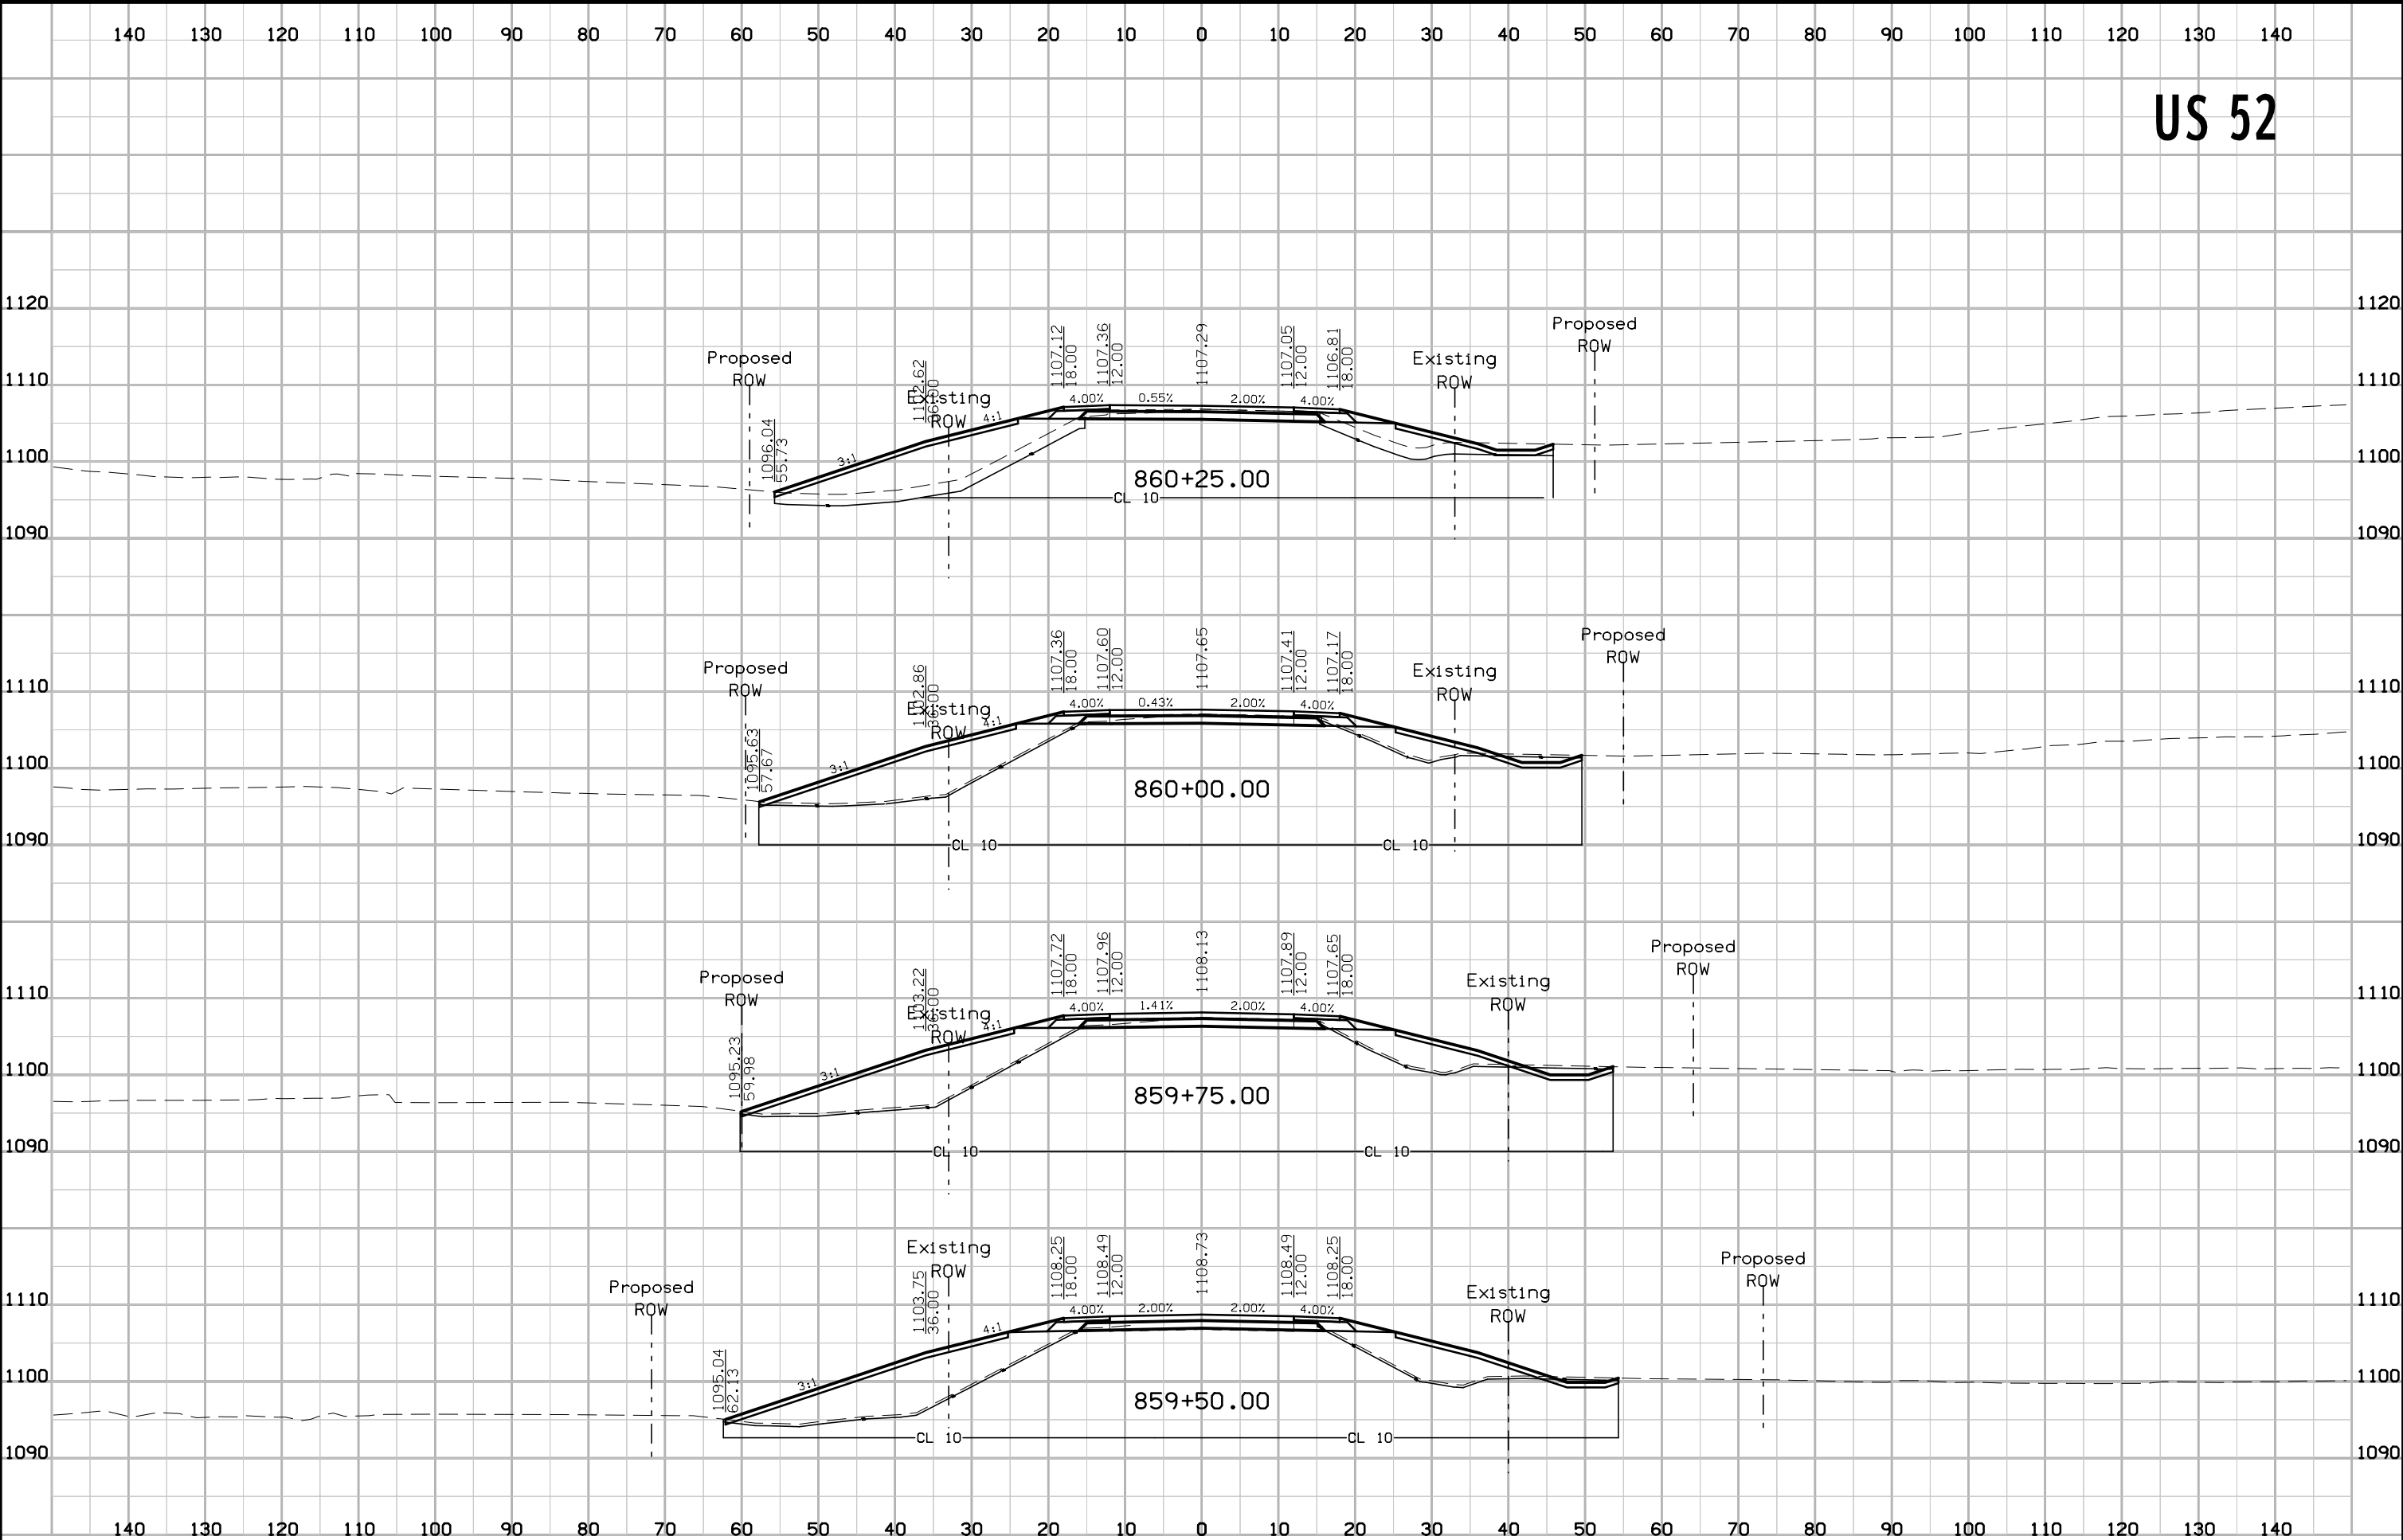 140 130 120 110 100 90 80 70 60 50 40 30 20 10 0 10 20 30 40 50 60 70 80 90 100 110 120 130 140
US 52
1120 1120
1110 1110
1100 1100
1090 1090
Proposed
ROW
Existing
ROW
Existing
ROW
Proposed
ROW
1096.04
55.73
1102.62
36.00
1107.12
18.00
1107.36
12.00
1107.29
1107.05
12.00
1106.81
18.00
3:1
4:1
4.00%
0.55%
2.00%
4.00%
860+25.00
CL 10
1110 1110
1100 1100
1090 1090
Proposed
ROW
Existing
ROW
Existing
ROW
Proposed
ROW
1095.63
57.67
1102.86
36.00
1107.36
18.00
1107.60
12.00
1107.65
1107.41
12.00
1107.17
18.00
3:1
4:1
4.00%
0.43%
2.00%
4.00%
860+00.00
CL 10
CL 10
1110 1110
1100 1100
1090 1090
Proposed
ROW
Existing
ROW
Existing
ROW
Proposed
ROW
1095.23
59.98
1103.22
36.00
1107.72
18.00
1107.96
12.00
1108.13
1107.89
12.00
1107.65
18.00
3:1
4:1
4.00%
1.41%
2.00%
4.00%
859+75.00
CL 10
CL 10
1110 1110
1100 1100
1090 1090
Proposed
ROW
Existing
ROW
Existing
ROW
Proposed
ROW
1095.04
62.13
1103.75
36.00
1108.25
18.00
1108.49
12.00
1108.73
1108.49
12.00
1108.25
18.00
3:1
4:1
4.00%
2.00%
2.00%
4.00%
859+50.00
CL 10
CL 10
140 130 120 110 100 90 80 70 60 50 40 30 20 10 0 10 20 30 40 50 60 70 80 90 100 110 120 130 140